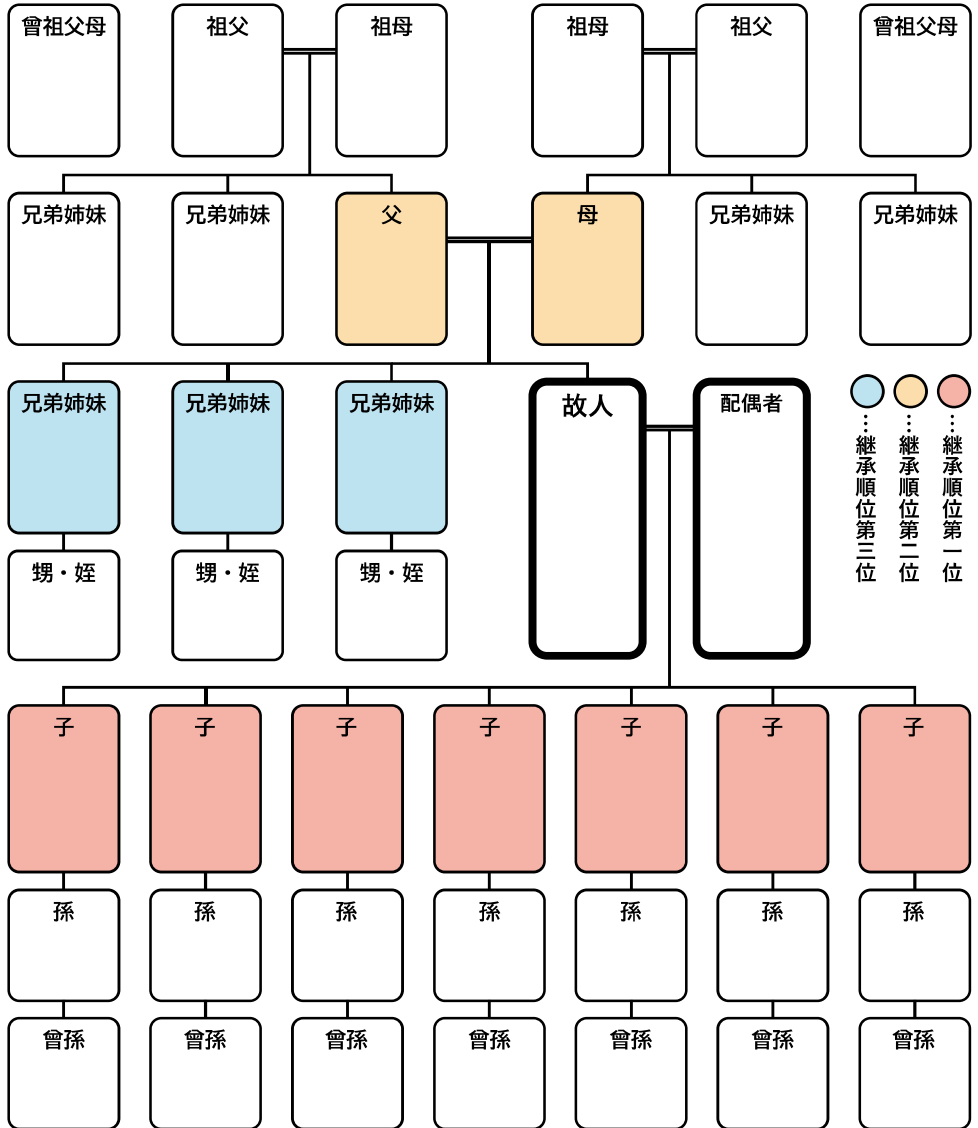 曾祖父母
祖父
祖母
祖母
祖父
曾祖父母
兄弟姉妹
兄弟姉妹
父
母
兄弟姉妹
兄弟姉妹
兄弟姉妹
兄弟姉妹
兄弟姉妹
故人
配偶者
…継承順位第一位
…継承順位第二位
…継承順位第三位
甥・姪
甥・姪
甥・姪
子
子
子
子
子
子
子
孫
孫
孫
孫
孫
孫
孫
曾孫
曾孫
曾孫
曾孫
曾孫
曾孫
曾孫